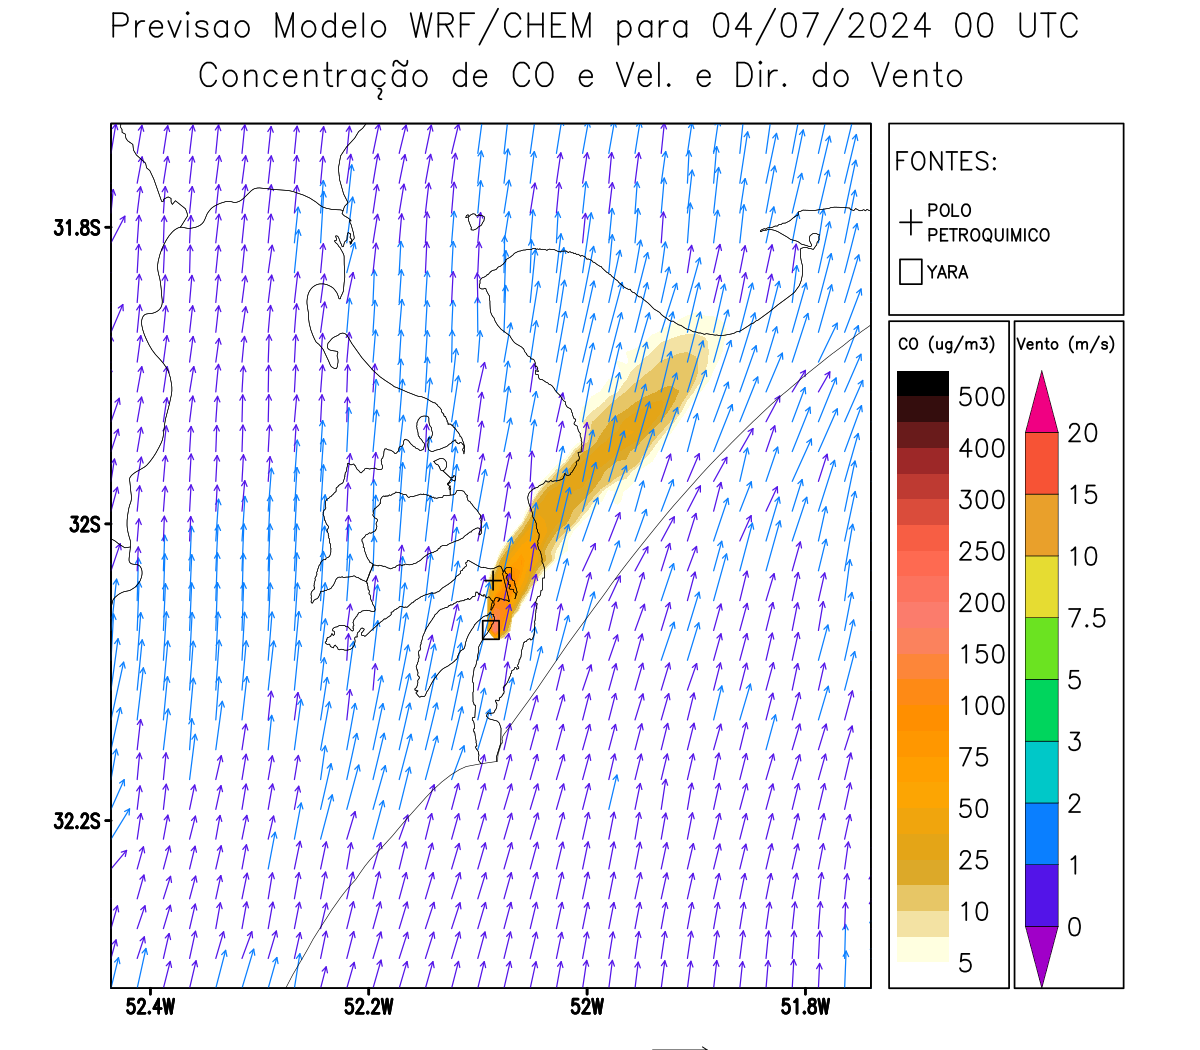 Previsao Modelo WRF/CHEM para 04/07/2024 00 UTC
Concentração de CO e Vel. e Dir. do Vento
FONTES:
POLO
PETROQUIMICO
YARA
CO (ug/m3)
500
400
300
250
200
150
100
75
50
25
10
5
Vento (m/s)
20
15
10
7.5
5
3
2
1
0
31.8S
32S
32.2S
52.4W
52.2W
52W
51.8W